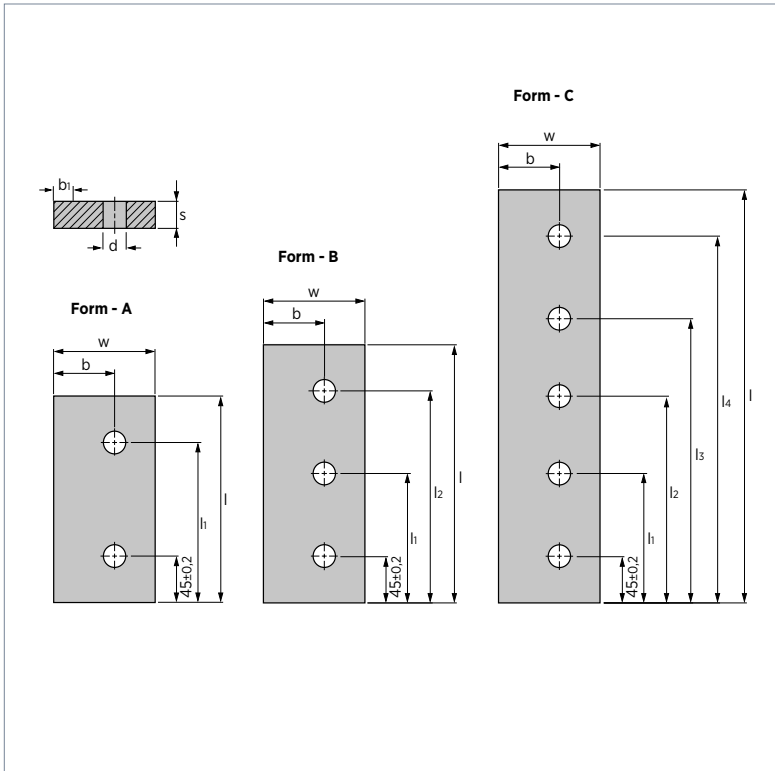 Form - C
w
b
b1
s
d
Form - B
w
b
Form - A
w
b
l1
l
45±0,2
l1
l2
l
45±0,2
l1
l2
l3
l4
l
45±0,2